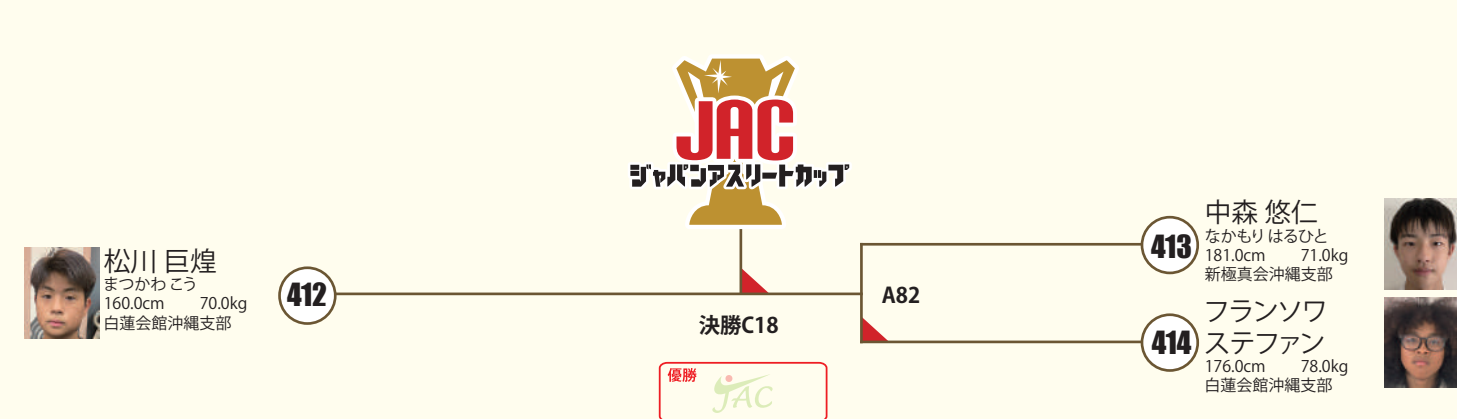 JAC
ジャパンアスリートカップ
松川 巨煌
まつかわ こう
160.0cm 70.0kg
白蓮会館沖縄支部
412
決勝C18
A82
413
中森 悠仁
なかもり はるひと
181.0cm 71.0kg
新極真会沖縄支部
414
フランソワ
ステファン
176.0cm 78.0kg
白蓮会館沖縄支部
優勝
JAC